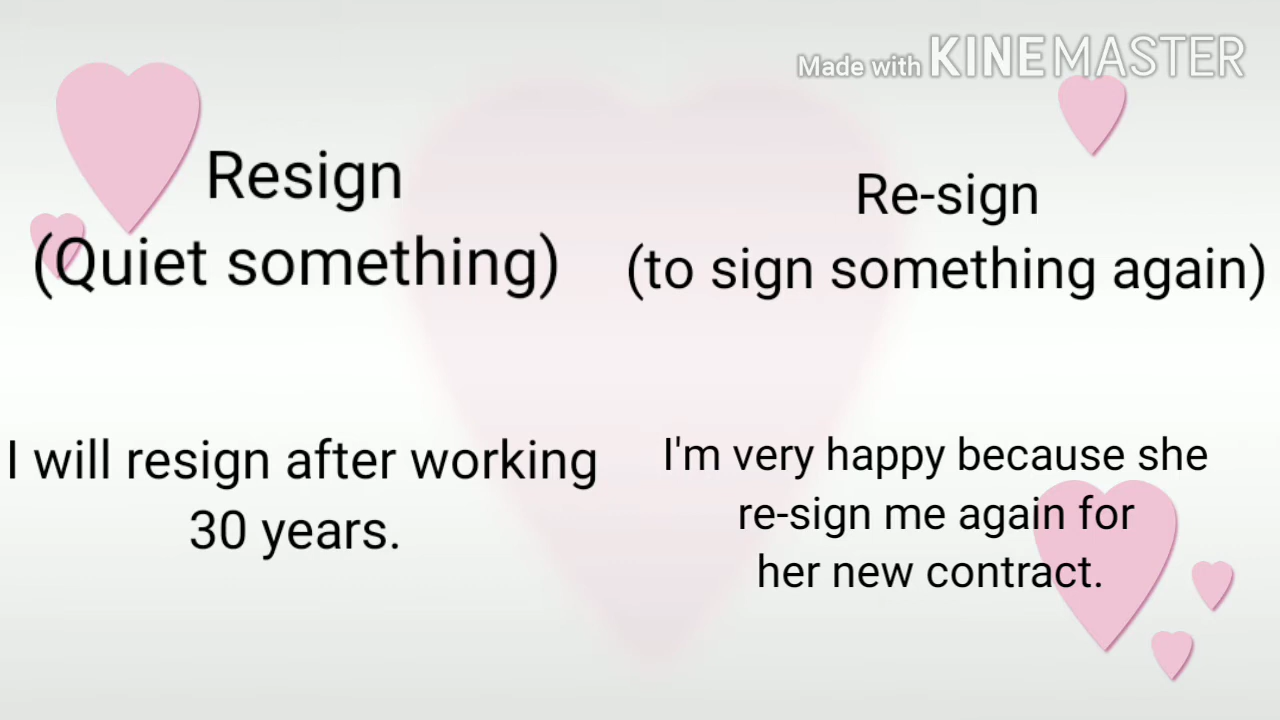 Made with KINEMASTER
Resign
(Quiet something)
Re-sign
(to sign something again)
I will resign after working
30 years.
I'm very happy because she
re-sign me again for
her new contract.